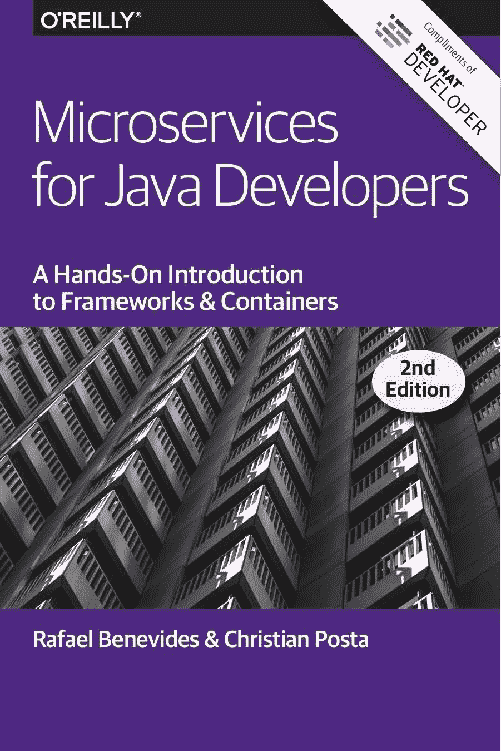 O'REILLY®
Compliments of
RED HAT
DEVELOPER
Microservices
for Java Developers
A Hands-On Introduction
to Frameworks & Containers
2nd
Edition
Rafael Benevides & Christian Posta